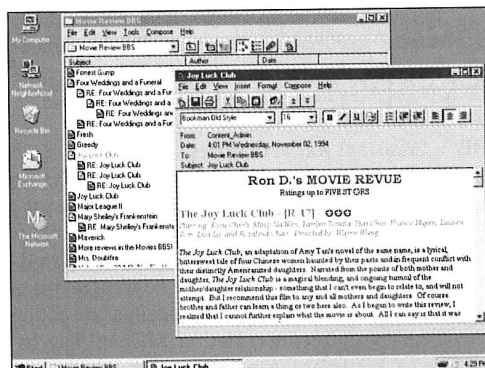 My Computer
Network
Neighborhood
Recycle Bin
Microsoft
Exchange
The Microsoft
Network
Movie Review BBS
File Edit View Tools Compose Help
Movie Review BBS
Subject Author Date
Forrest Gump
Four Weddings and a Funeral
RE: Four Weddings and a Fur
RE: Four Weddings and a
RE: Four Weddings and
RE: Four Weddings and a Fur
Fresh
Greedy
Joy Luck Club
RE: Joy Luck Club
RE: Joy Luck Club
RE: Joy Luck Club
Joy Luck Club
Major League II
Mary Shelley's Frankenstein
RE: Mary Shelley's Frankenstein
Maverick
More reviews in the Movies BBS!
Mrs. Doubtfire
Joy Luck Club
File Edit View Insert Format Compose Help
Bookman Old Style 16
From: Content_Admin
Date: 4:01 PM Wednesday, November 02, 1994
To: Movie Review BBS
Subject: Joy Luck Club
Ron D.'s MOVIE REVUE
Ratings up to FIVE STARS
The Joy Luck Club - [R-17]
Directed by Wayne Wang
The Joy Luck Club, an adaptation of Amy Tan's novel of the same name, is a lyrical,
bittersweet tale of four Chinese women haunted by their pasts and in frequent conflict with
their distinctly Americanized daughters. Narrated from the points of both mother and
daughter, The Joy Luck Club is a magical blending, and ongoing turmoil of the
mother/daughter relationship - something that I can't even begin to relate to, and will not
attempt. But I recommend this film to any and all mothers and daughters. Of course
brother and father can learn a thing or two here also. As I began to write this review, I
realized that I cannot further explain what the movie is about. All I can say is that it was
Start Movie Review BBS Joy Luck Club 4:29 PM